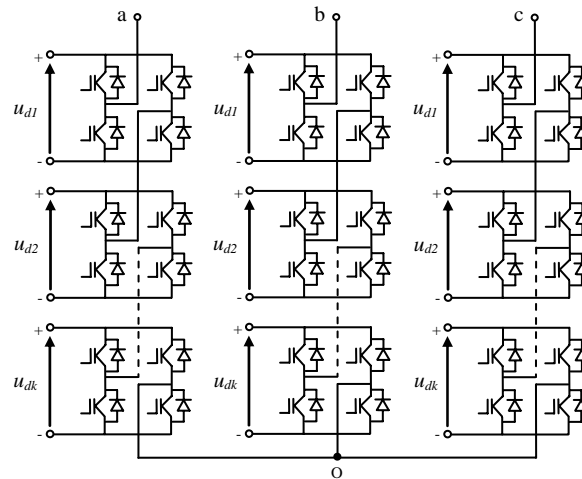 a b c
+ + +
u_{d1} u_{d1} u_{d1}
- - -
+ + +
u_{d2} u_{d2} u_{d2}
- - -
+ + +
u_{dk} u_{dk} u_{dk}
- - -
o